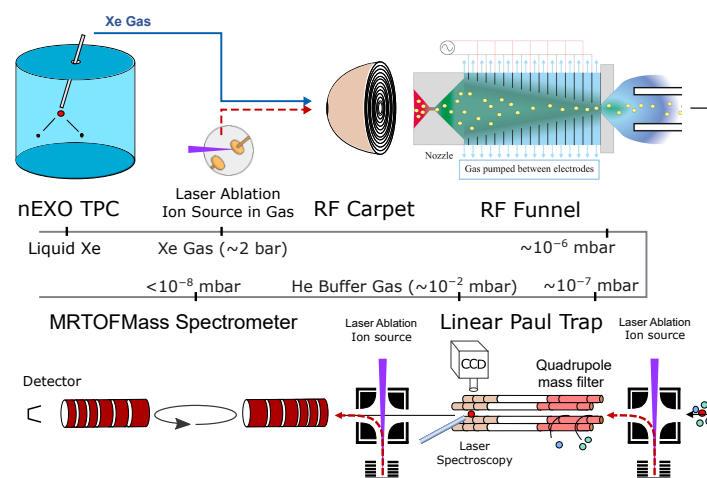 Xe Gas
Nozzle
Gas pumped between electrodes
Laser Ablation
Ion Source in Gas
nEXO TPC
RF Carpet
RF Funnel
Liquid Xe
Xe Gas (~2 bar)
~10⁻⁶ mbar
<10⁻⁸ mbar
He Buffer Gas (~10⁻² mbar)
~10⁻⁷ mbar
MRTOFMass Spectrometer
Linear Paul Trap
Laser Ablation
Ion source
Laser Ablation
Ion source
CCD
Quadrupole
mass filter
Detector
Laser
Spectroscopy